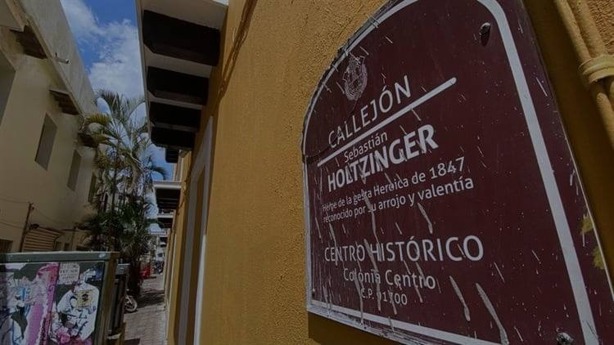 CALLEJÓN
Sebastián
HOLTZINGER
Héroe de la gesta Heroica de 1847
reconocido por su arrojo y valentía
CENTRO HISTÓRICO
Colonia Centro
C.P. 91700